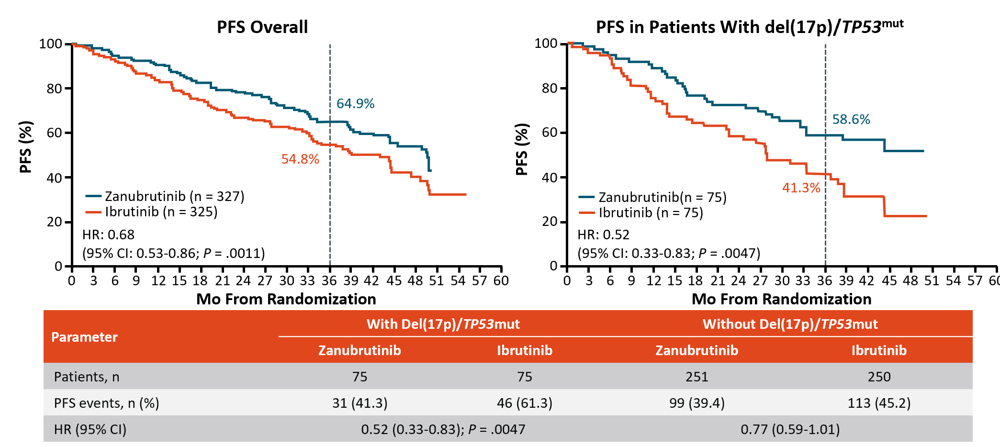 PFS Overall
100
80
60
40
20
0
PFS (%)
64.9%
54.8%
Zanubrutinib (n = 327)
Ibrutinib (n = 325)
HR: 0.68
(95% CI: 0.53-0.86; P = .0011)
0 3 6 9 12 15 18 21 24 27 30 33 36 39 42 45 48 51 54 57 60
Mo From Randomization
PFS in Patients With del(17p)/TP53mut
100
80
60
40
20
0
PFS (%)
58.6%
41.3%
Zanubrutinib(n = 75)
Ibrutinib (n = 75)
HR: 0.52
(95% CI: 0.33-0.83; P = .0047)
0 3 6 9 12 15 18 21 24 27 30 33 36 39 42 45 48 51 54 57 60
Mo From Randomization
Parameter With Del(17p)/TP53mut Without Del(17p)/TP53mut
Zanubrutinib Ibrutinib Zanubrutinib Ibrutinib
Patients, n 75 75 251 250
PFS events, n (%) 31 (41.3) 46 (61.3) 99 (39.4) 113 (45.2)
HR (95% CI) 0.52 (0.33-0.83); P = .0047 0.77 (0.59-1.01)